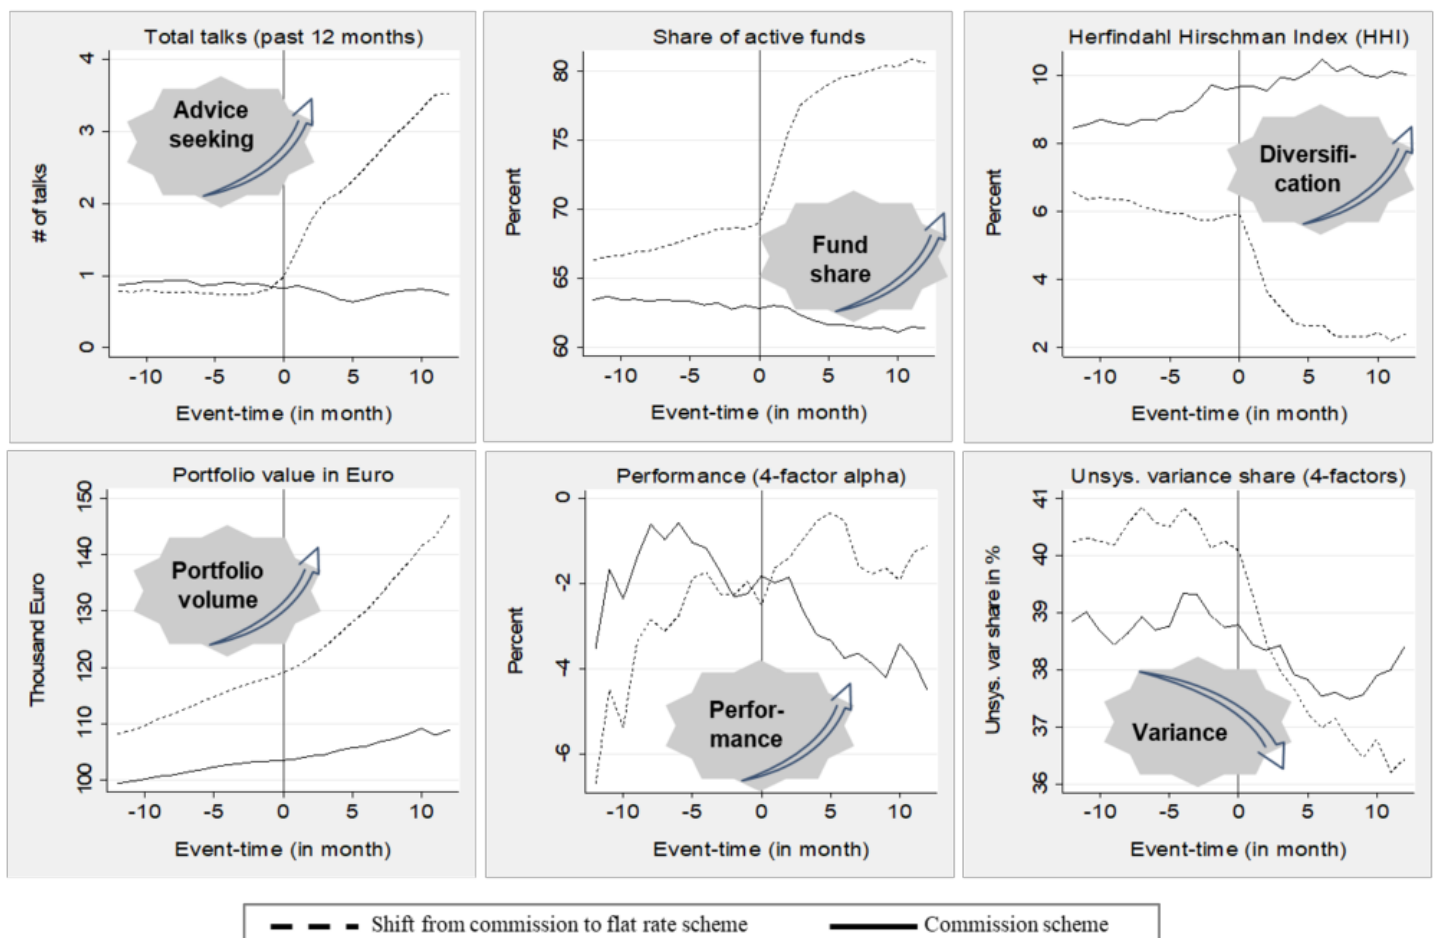 Total talks (past 12 months)
4
3
2
1
0
# of talks
Advice
seeking
-10 -5 0 5 10
Event-time (in month)
Share of active funds
80
75
70
65
60
Percent
Fund
share
-10 -5 0 5 10
Event-time (in month)
Herfindahl Hirschman Index (HHI)
10
8
6
4
2
Percent
Diversifi-
cation
-10 -5 0 5 10
Event-time (in month)
Portfolio value in Euro
150
140
130
120
110
100
Thousand Euro
Portfolio
volume
-10 -5 0 5 10
Event-time (in month)
Performance (4-factor alpha)
0
-2
-4
-6
Percent
Perfor-
mance
-10 -5 0 5 10
Event-time (in month)
Unsys. variance share (4-factors)
41
40
39
38
37
36
Unsys. var share in %
Variance
-10 -5 0 5 10
Event-time (in month)
Shift from commission to flat rate scheme
Commission scheme